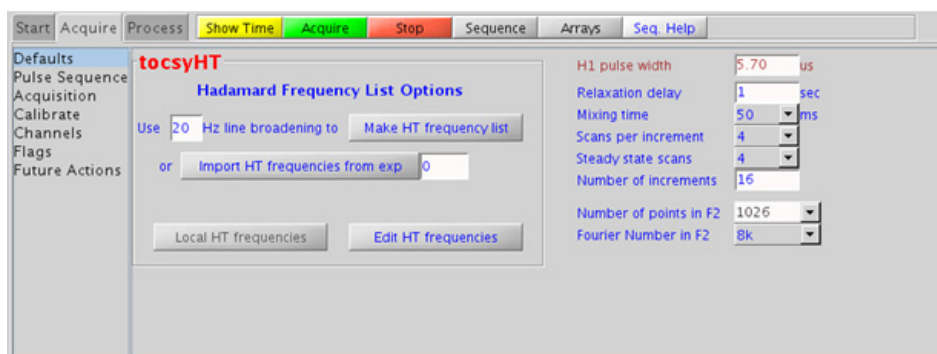 Start Acquire Process Show Time Acquire Stop Sequence Arrays Seq. Help
Defaults
Pulse Sequence
Acquisition
Calibrate
Channels
Flags
Future Actions
tocsyHT
Hadamard Frequency List Options
Use 20 Hz line broadening to Make HT frequency list
or Import HT frequencies from exp 0
Local HT frequencies Edit HT frequencies
H1 pulse width 5.70 us
Relaxation delay 1 sec
Mixing time 50 ms
Scans per increment 4
Steady state scans 4
Number of increments 16
Number of points in F2 1026
Fourier Number in F2 8k